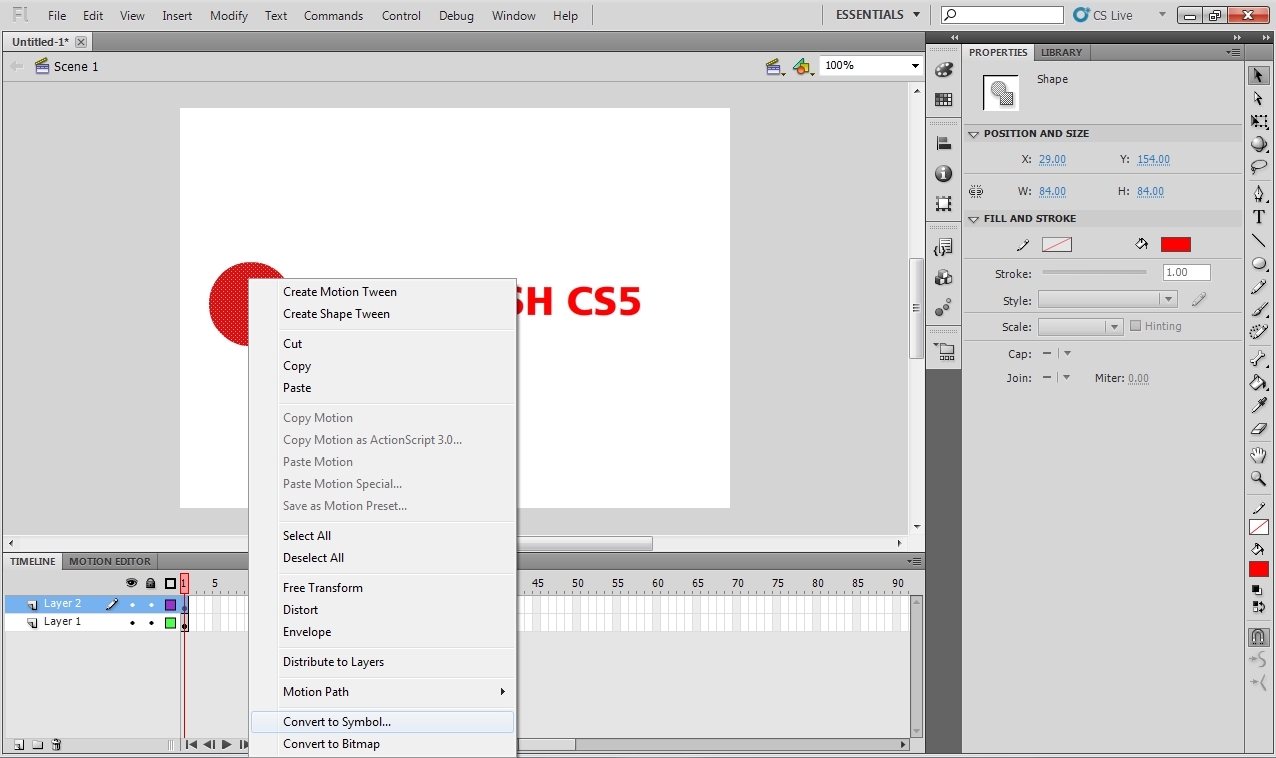 Fl File Edit View Insert Modify Text Commands Control Debug Window Help ESSENTIALS CS Live
Untitled-1*
Scene 1 100%
SH CS5
Create Motion Tween
Create Shape Tween
Cut
Copy
Paste
Copy Motion
Copy Motion as ActionScript 3.0...
Paste Motion
Paste Motion Special...
Save as Motion Preset...
Select All
Deselect All
Free Transform
Distort
Envelope
Distribute to Layers
Motion Path
Convert to Symbol...
Convert to Bitmap
TIMELINE MOTION EDITOR
1 5 45 50 55 60 65 70 75 80 85 90
Layer 2
Layer 1
PROPERTIES LIBRARY
Shape
POSITION AND SIZE
X: 29.00 Y: 154.00
W: 84.00 H: 84.00
FILL AND STROKE
Stroke: 1.00
Style:
Scale: Hinting
Cap:
Join: Miter: 0.00